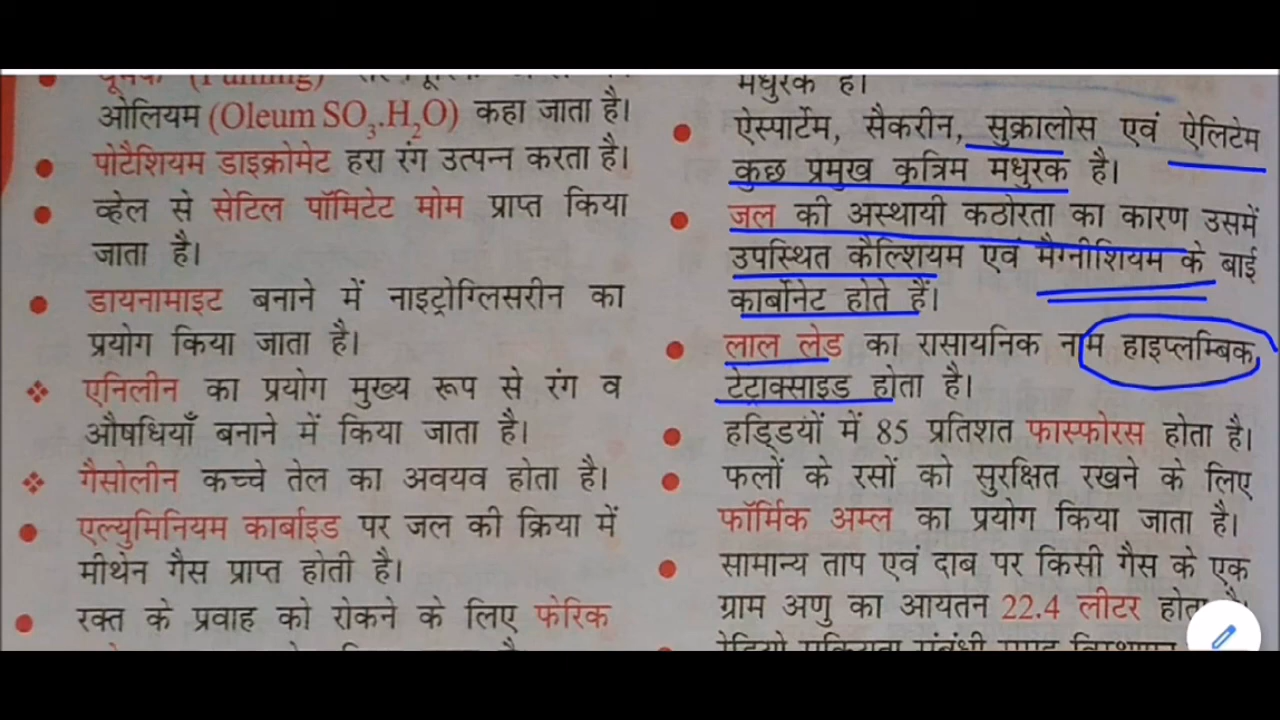 (Fuming)
ओलियम (Oleum SO₃.H₂O) कहा जाता है।
पोटैशियम डाइक्रोमेट हरा रंग उत्पन्न करता है।
व्हेल से सेटिल पॉमिटेट मोम प्राप्त किया
जाता है।
डायनामाइट बनाने में नाइट्रोग्लिसरीन का
प्रयोग किया जाता है।
एनिलीन का प्रयोग मुख्य रूप से रंग व
औषधियाँ बनाने में किया जाता है।
गैसोलीन कच्चे तेल का अवयव होता है।
एल्युमिनियम कार्बाइड पर जल की क्रिया में
मीथेन गैस प्राप्त होती है।
रक्त के प्रवाह को रोकने के लिए फेरिक
मधुरक हैं।
ऐस्पार्टेम, सैकरीन, सुक्रालोस एवं ऐलिटेम
कुछ प्रमुख कृत्रिम मधुरक है।
जल की अस्थायी कठोरता का कारण उसमें
उपस्थित कैल्शियम एवं मैग्नीशियम के बाई
कार्बोनेट होते हैं।
लाल लेड का रासायनिक नाम हाइप्लम्बिक
टेट्राक्साइड होता है।
हड्डियों में 85 प्रतिशत फास्फोरस होता है।
फलों के रसों को सुरक्षित रखने के लिए
फॉर्मिक अम्ल का प्रयोग किया जाता है।
सामान्य ताप एवं दाब पर किसी गैस के एक
ग्राम अणु का आयतन 22.4 लीटर होता है।